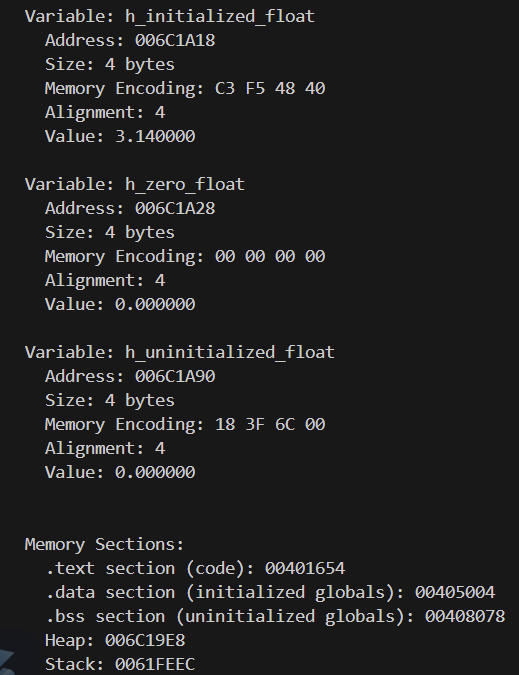 Variable: h_initialized_float
Address: 006C1A18
Size: 4 bytes
Memory Encoding: C3 F5 48 40
Alignment: 4
Value: 3.140000
Variable: h_zero_float
Address: 006C1A28
Size: 4 bytes
Memory Encoding: 00 00 00 00
Alignment: 4
Value: 0.000000
Variable: h_uninitialized_float
Address: 006C1A90
Size: 4 bytes
Memory Encoding: 18 3F 6C 00
Alignment: 4
Value: 0.000000
Memory Sections:
.text section (code): 00401654
.data section (initialized globals): 00405004
.bss section (uninitialized globals): 00408078
Heap: 006C19E8
Stack: 0061FEEC